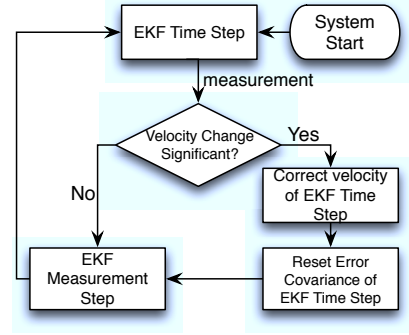 EKF Time Step
System
Start
measurement
Velocity Change
Significant?
Yes
No
Correct velocity
of EKF Time
Step
EKF
Measurement
Step
Reset Error
Covariance of
EKF Time Step